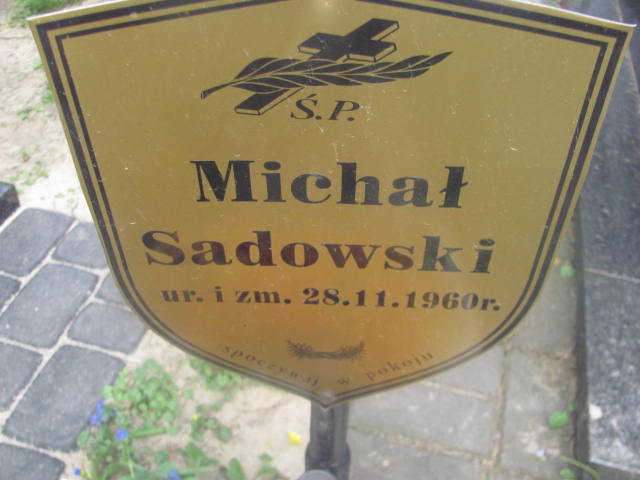 Ś.P.
Michał
Sadowski
ur. i zm. 28.11.1960r.
spoczywaj w pokoju